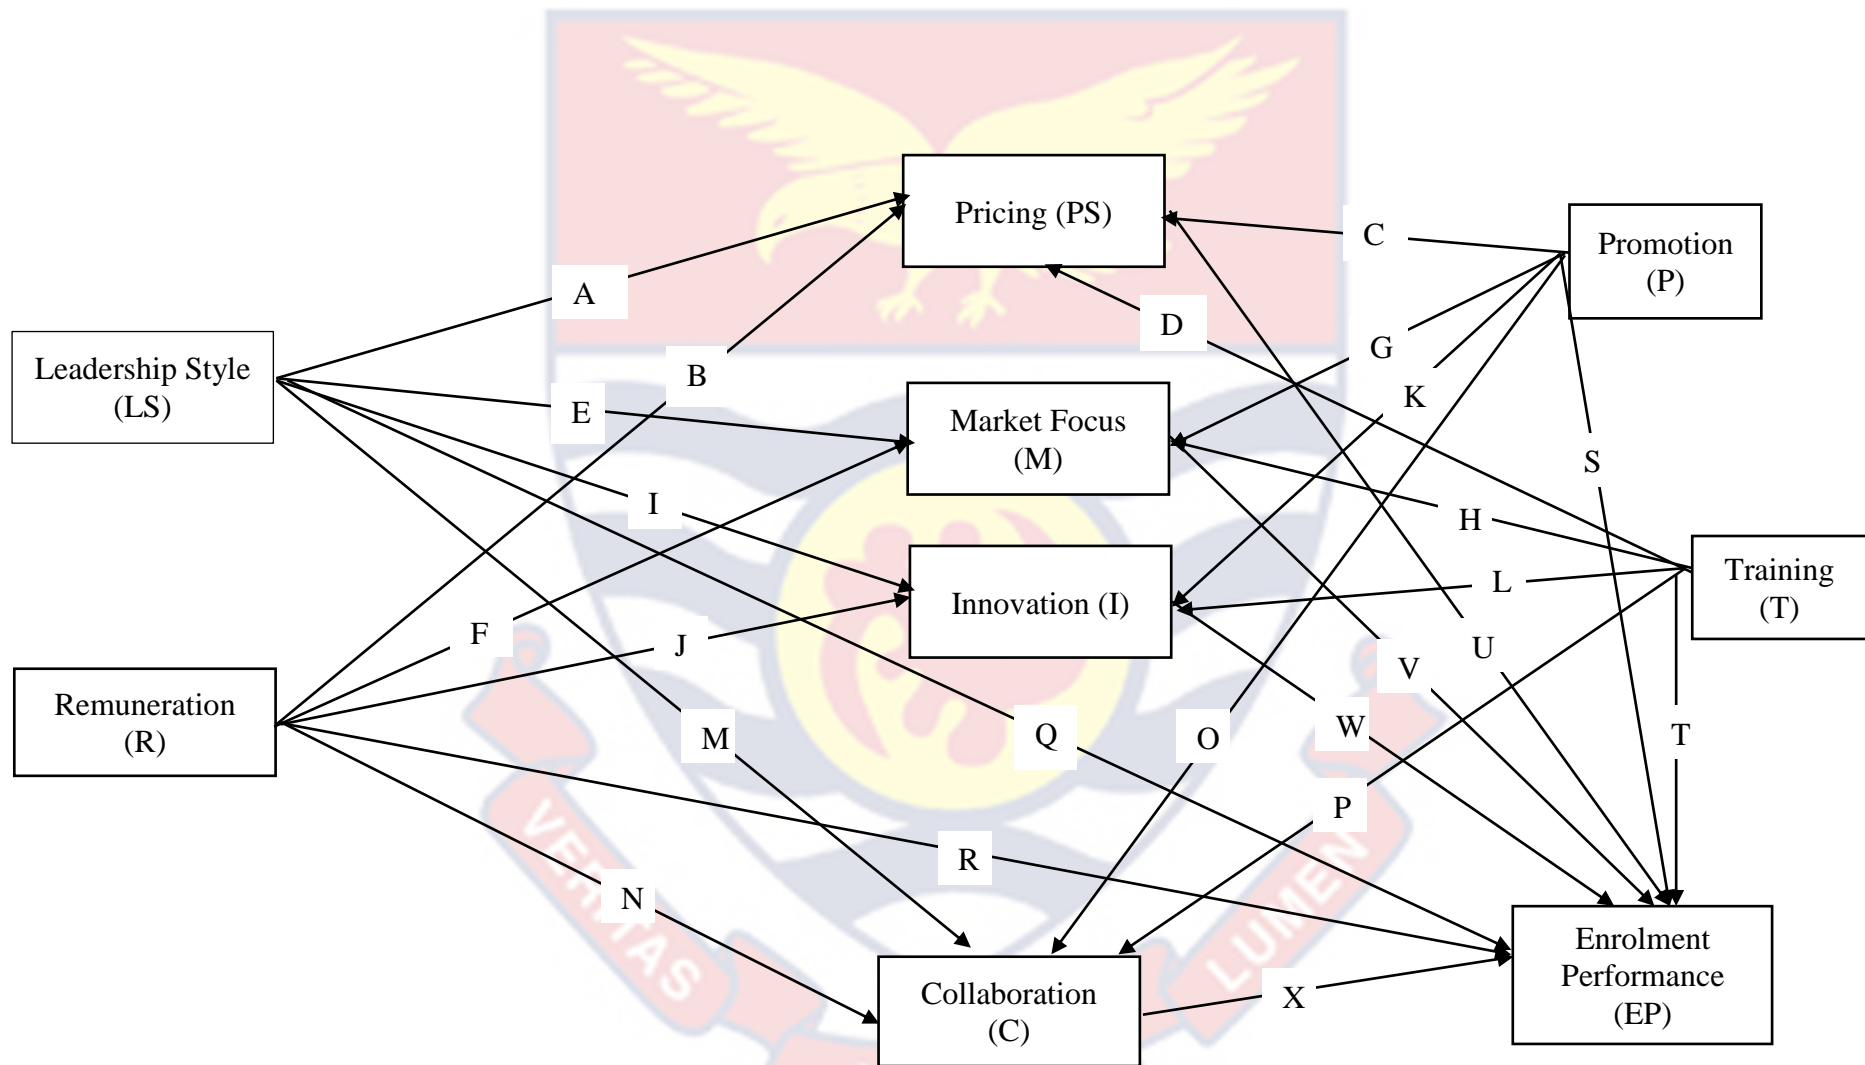 Pricing (PS)
C
Promotion
(P)
A
D
G
B
K
Leadership Style
(LS)
E
Market Focus
(M)
S
I
H
Innovation (I)
L
Training
(T)
F
J
U
V
Remuneration
(R)
M
Q
O
W
T
P
R
N
VERITAS
LUMEN
Collaboration
(C)
X
Enrolment
Performance
(EP)